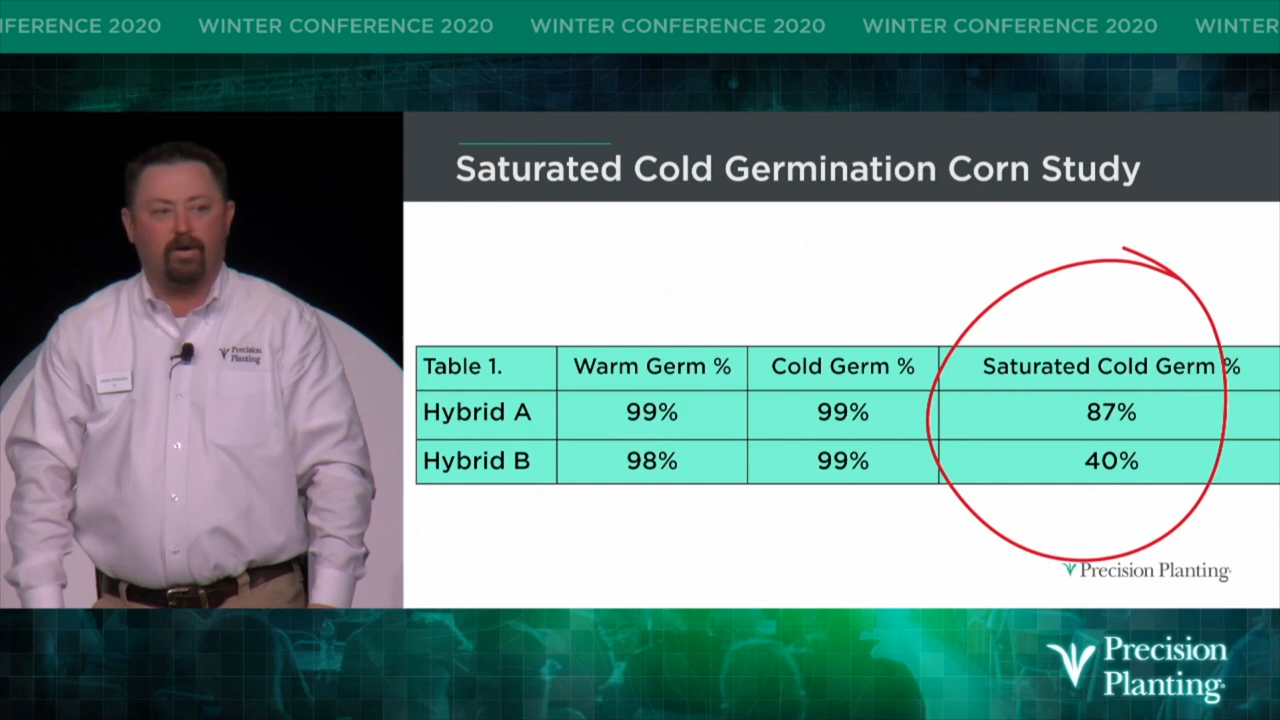 FERENCE 2020 WINTER CONFERENCE 2020 WINTER CONFERENCE 2020 WINTER CONFERENCE 2020 WINTER
Saturated Cold Germination Corn Study
Table 1. Warm Germ % Cold Germ % Saturated Cold Germ %
Hybrid A 99% 99% 87%
Hybrid B 98% 99% 40%
Precision Planting
Precision
Planting
Precision
Planting